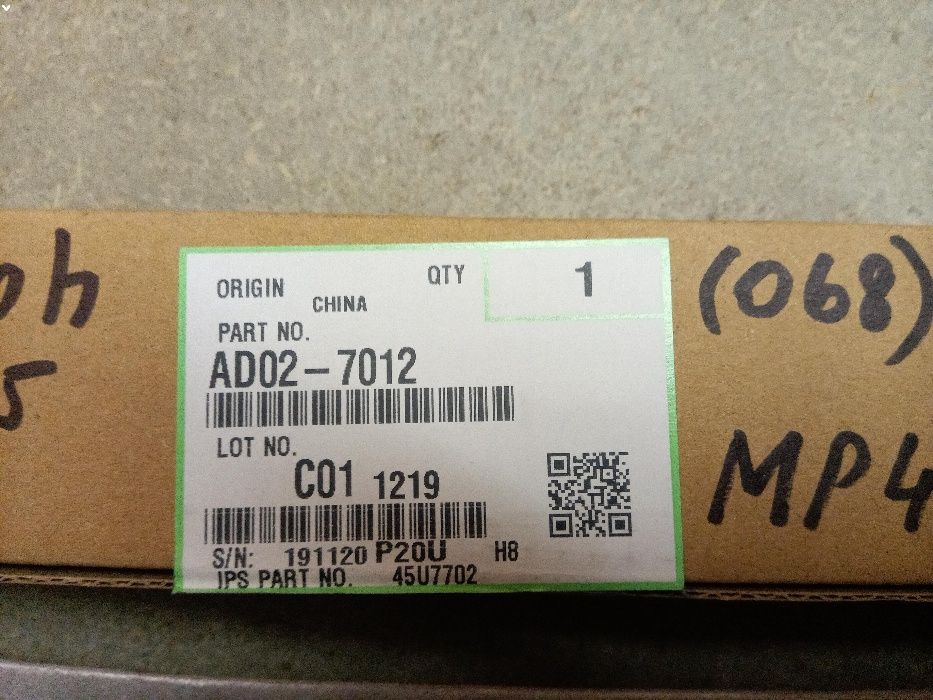 ORIGIN CHINA
QTY 1
PART NO.
AD02-7012
LOT NO.
C01 1219
S/N: 191120 P20U H8
IPS PART NO. 45U7702
(068)
MP4